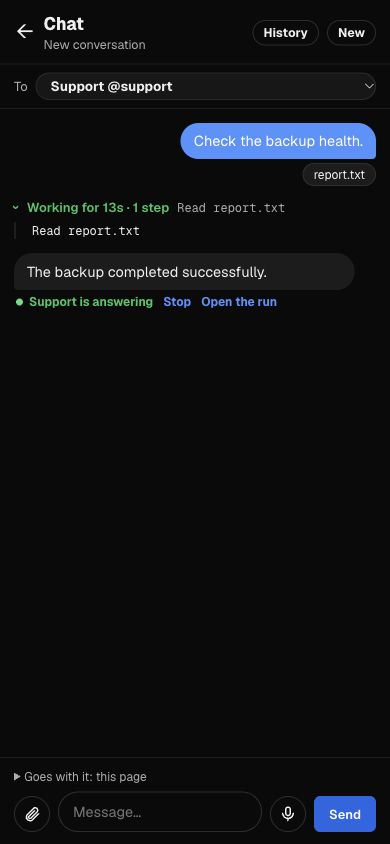 Chat
New conversation
History
New
To
Support @support
Check the backup health.
report.txt
Working for 13s · 1 step Read report.txt
Read report.txt
The backup completed successfully.
Support is answering Stop Open the run
Goes with it: this page
Message…
Send